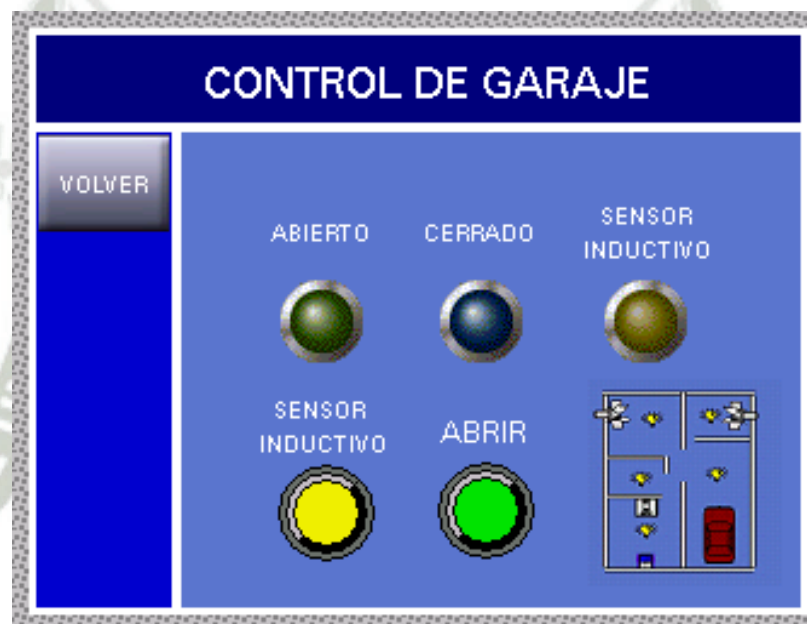 CONTROL DE GARAJE
VOLVER
ABIERTO
CERRADO
SENSOR
INDUCTIVO
SENSOR
INDUCTIVO
ABRIR